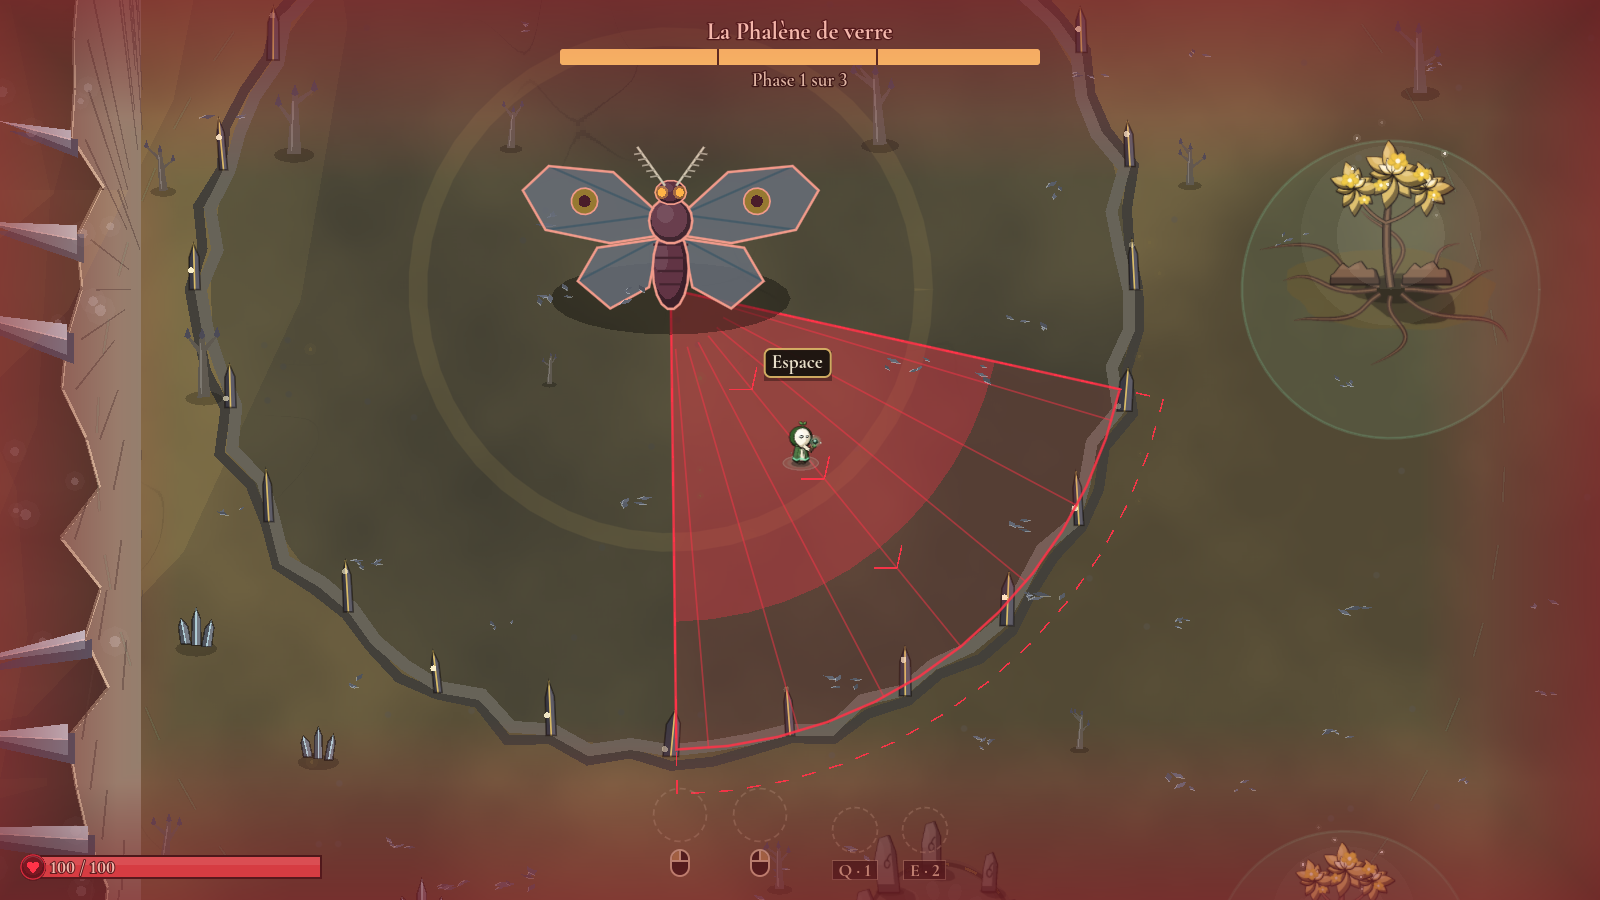 La Phalène de verre
Phase 1 sur 3
Espace
100 / 100
Q · 1
E · 2